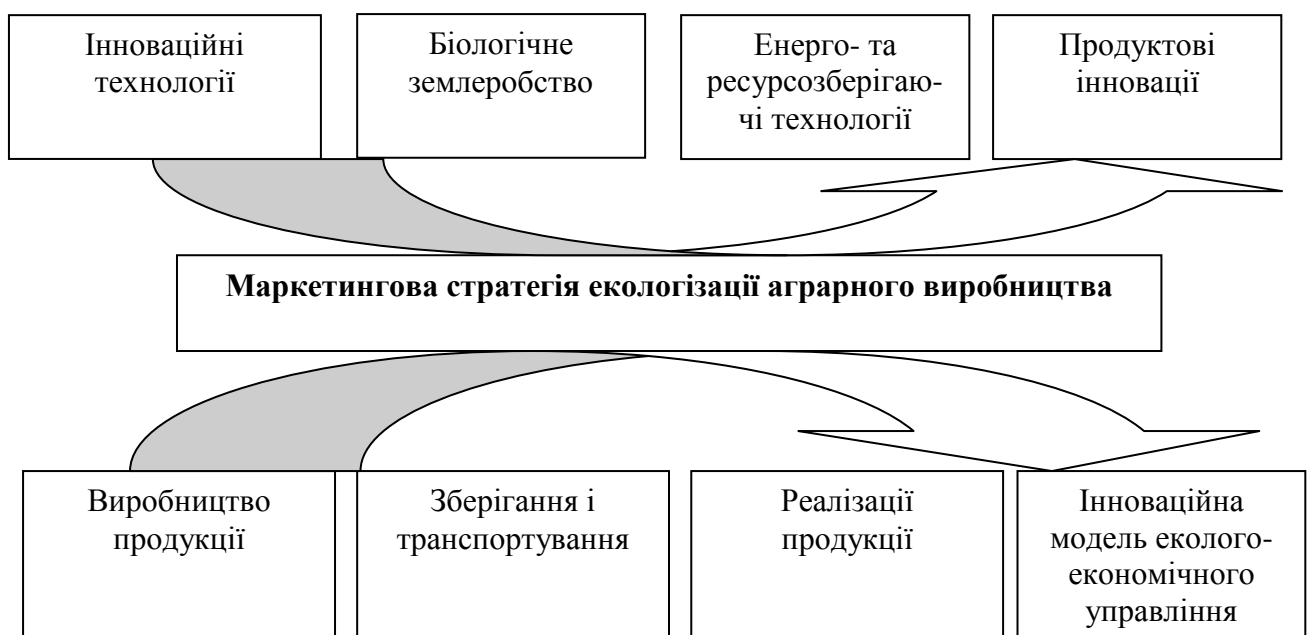 Інноваційні
технології
Біологічне
землеробство
Енерго- та
ресурсозберігаю-
чі технології
Продуктові
інновації
Маркетингова стратегія екологізації аграрного виробництва
Виробництво
продукції
Зберігання і
транспортування
Реалізації
продукції
Інноваційна
модель еколого-
економічного
управління